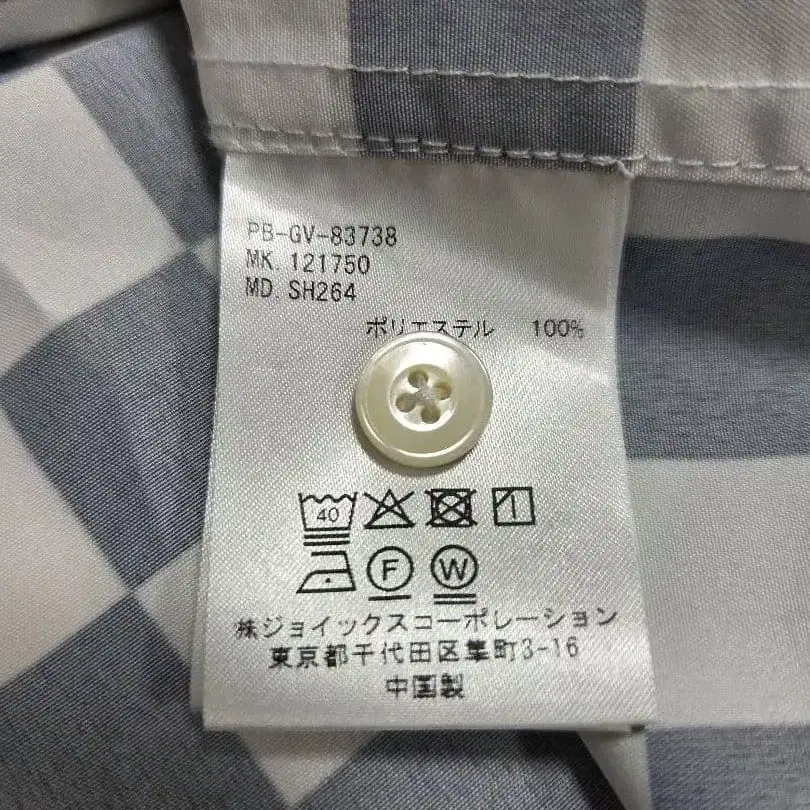 PB-GV-83738
MK. 121750
MD. SH264
ポリエステル 100%
40
F W
株ジョイックスコーポレーション
東京都千代田区隼町3-16
中国製